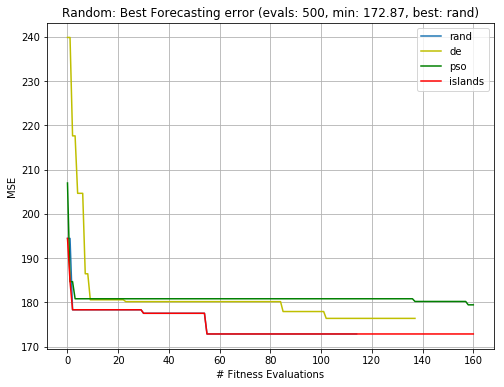 Random: Best Forecasting error (evals: 500, min: 172.87, best: rand)
rand
de
pso
islands
240
230
220
210
200
190
180
170
MSE
0 20 40 60 80 100 120 140 160
# Fitness Evaluations